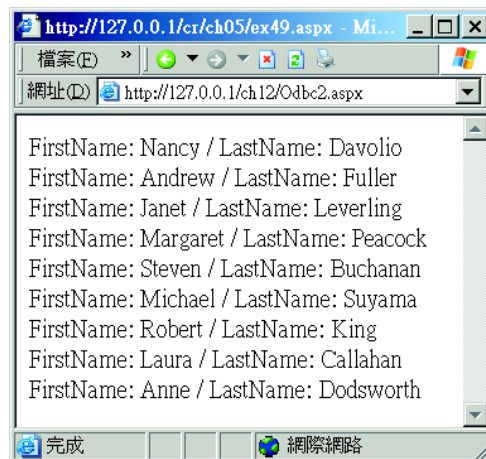 http://127.0.0.1/cr/ch05/ex49.aspx - Mi...
檔案(F) »
網址(D) http://127.0.0.1/ch12/Odbc2.aspx
FirstName: Nancy / LastName: Davolio
FirstName: Andrew / LastName: Fuller
FirstName: Janet / LastName: Leverling
FirstName: Margaret / LastName: Peacock
FirstName: Steven / LastName: Buchanan
FirstName: Michael / LastName: Suyama
FirstName: Robert / LastName: King
FirstName: Laura / LastName: Callahan
FirstName: Anne / LastName: Dodsworth
完成 網際網路